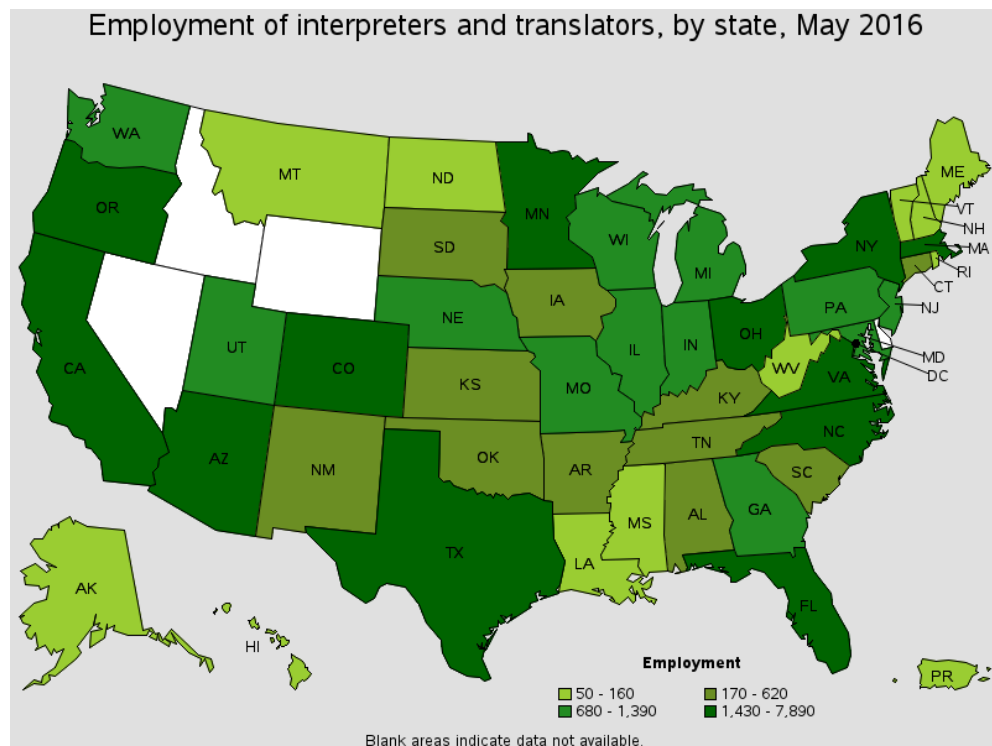 Employment of interpreters and translators, by state, May 2016
WA
MT
ND
ME
OR
MN
VT
NH
SD
WI
NY
MA
MI
RI
CT
IA
PA
NJ
NE
OH
IL
IN
UT
MD
CA
CO
WV
VA
DC
KS
MO
KY
NC
AZ
OK
TN
NM
AR
SC
MS
AL
GA
TX
LA
AK
FL
HI
PR
Employment
50 - 160
170 - 620
680 - 1,390
1,430 - 7,890
Blank areas indicate data not available.